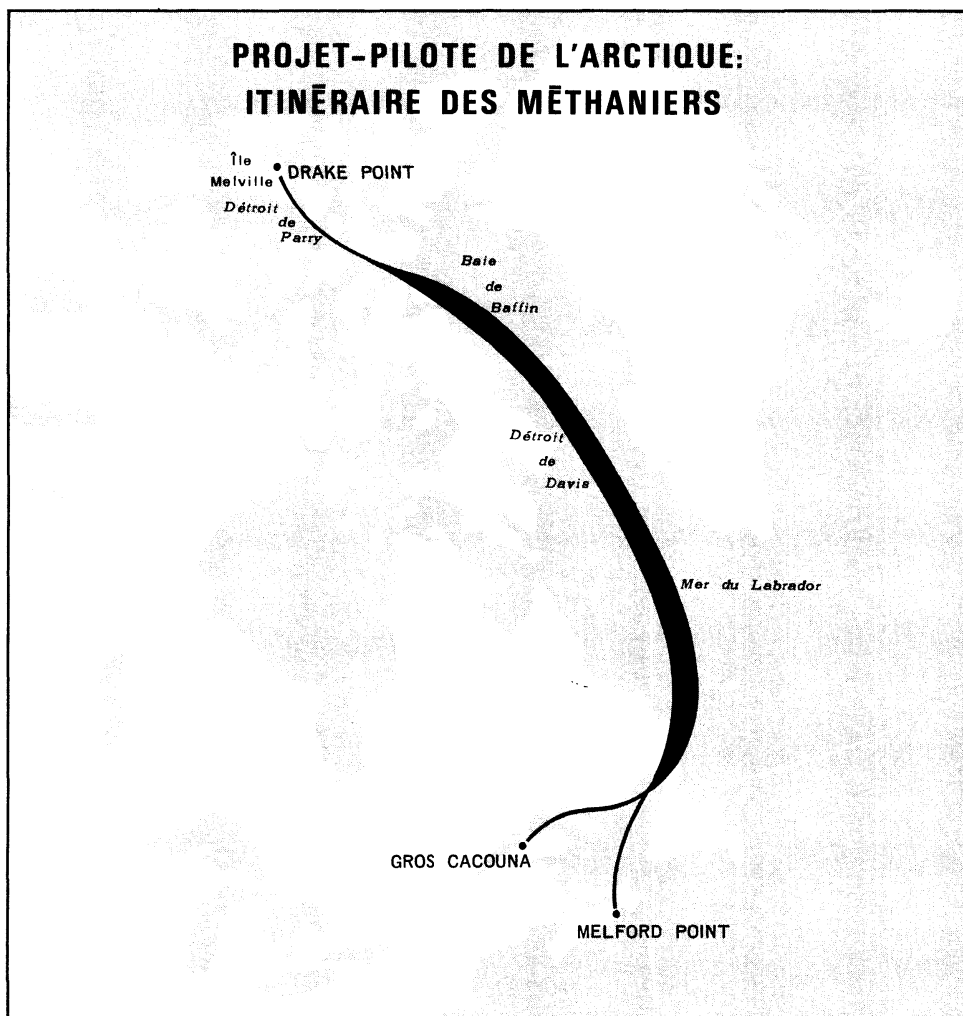 PROJET-PILOTE DE L'ARCTIQUE:
ITINÉRAIRE DES MÉTHANIERS
Île
Melville
DRAKE POINT
Détroit
de
Parry
Baie
de
Baffin
Détroit
de
Davis
Mer du Labrador
GROS CACOUNA
MELFORD POINT